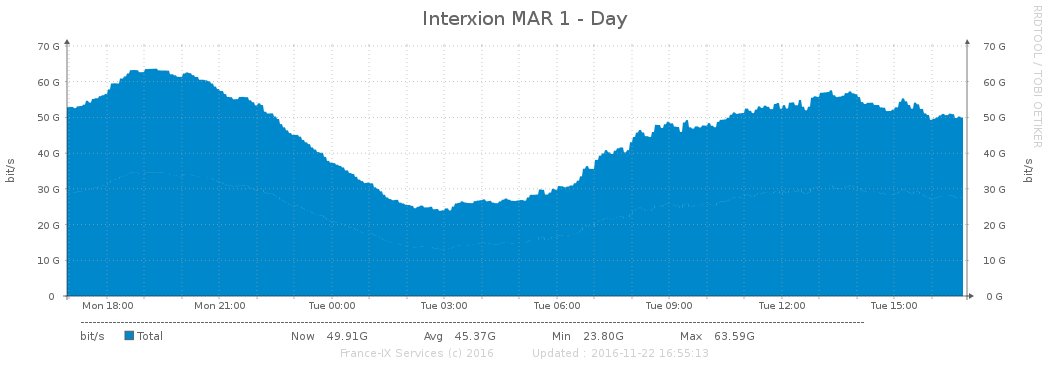 Interxion MAR 1 - Day
RRDTOOL / TOBI OETIKER
70 G 70 G
60 G 60 G
50 G 50 G
40 G 40 G
30 G 30 G
20 G 20 G
10 G 10 G
0 0 G
bit/s bit/s
Mon 18:00 Mon 21:00 Tue 00:00 Tue 03:00 Tue 06:00 Tue 09:00 Tue 12:00 Tue 15:00
bit/s Total Now 49.91G Avg 45.37G Min 23.80G Max 63.59G
France-IX Services (c) 2016 Updated : 2016-11-22 16:55:13